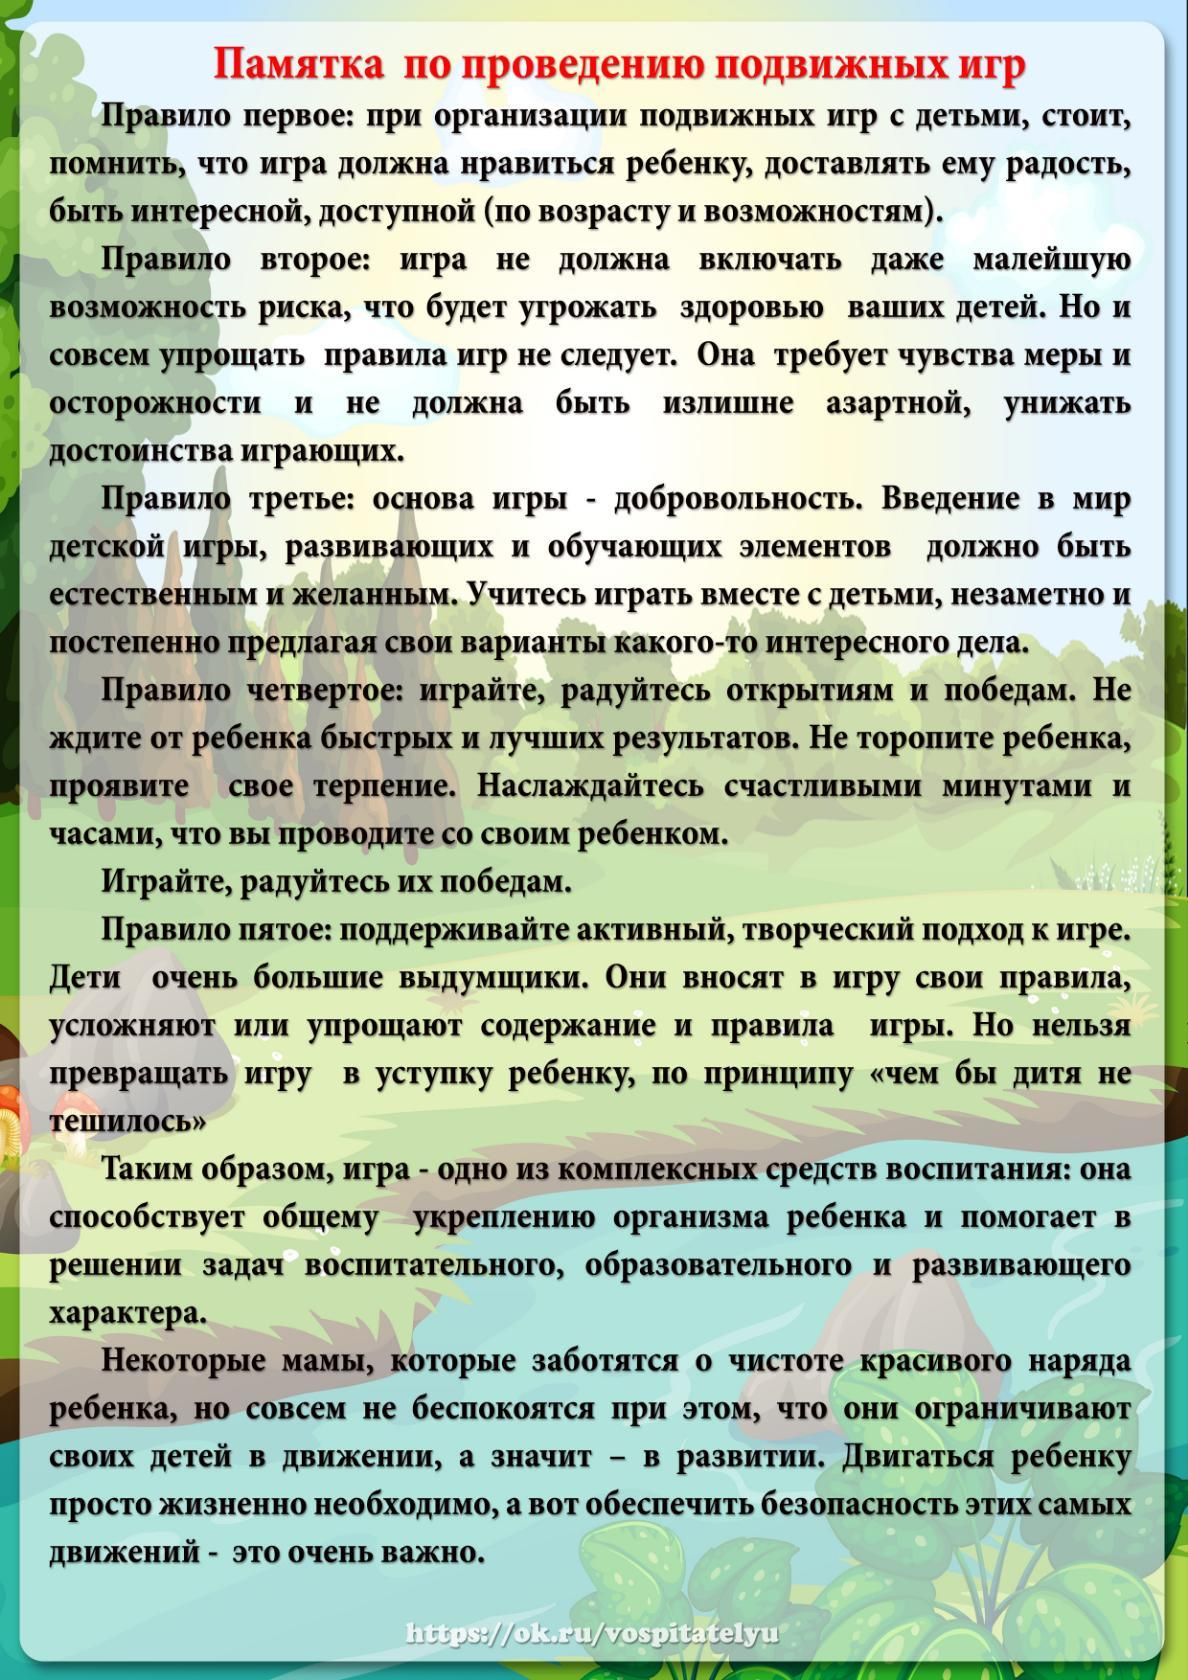 Памятка по проведению подвижных игр
Правило первое: при организации подвижных игр с детьми, стоит,
помнить, что игра должна нравиться ребенку, доставлять ему радость,
быть интересной, доступной (по возрасту и возможностям).
Правило второе: игра не должна включать даже малейшую
возможность риска, что будет угрожать здоровью ваших детей. Но и
совсем упрощать правила игр не следует. Она требует чувства меры и
осторожности и не должна быть излишне азартной, унижать
достоинства играющих.
Правило третье: основа игры - добровольность. Введение в мир
детской игры, развивающих и обучающих элементов должно быть
естественным и желанным. Учитесь играть вместе с детьми, незаметно и
постепенно предлагая свои варианты какого-то интересного дела.
Правило четвертое: играйте, радуйтесь открытиям и победам. Не
ждите от ребенка быстрых и лучших результатов. Не торопите ребенка,
проявите свое терпение. Наслаждайтесь счастливыми минутами и
часами, что вы проводите со своим ребенком.
Играйте, радуйтесь их победам.
Правило пятое: поддерживайте активный, творческий подход к игре.
Дети очень большие выдумщики. Они вносят в игру свои правила,
усложняют или упрощают содержание и правила игры. Но нельзя
превращать игру в уступку ребенку, по принципу «чем бы дитя не
тешилось»
Таким образом, игра - одно из комплексных средств воспитания: она
способствует общему укреплению организма ребенка и помогает в
решении задач воспитательного, образовательного и развивающего
характера.
Некоторые мамы, которые заботятся о чистоте красивого наряда
ребенка, но совсем не беспокоятся при этом, что они ограничивают
своих детей в движении, а значит – в развитии. Двигаться ребенку
просто жизненно необходимо, а вот обеспечить безопасность этих самых
движений - это очень важно.
https://ok.ru/vospitatelyu